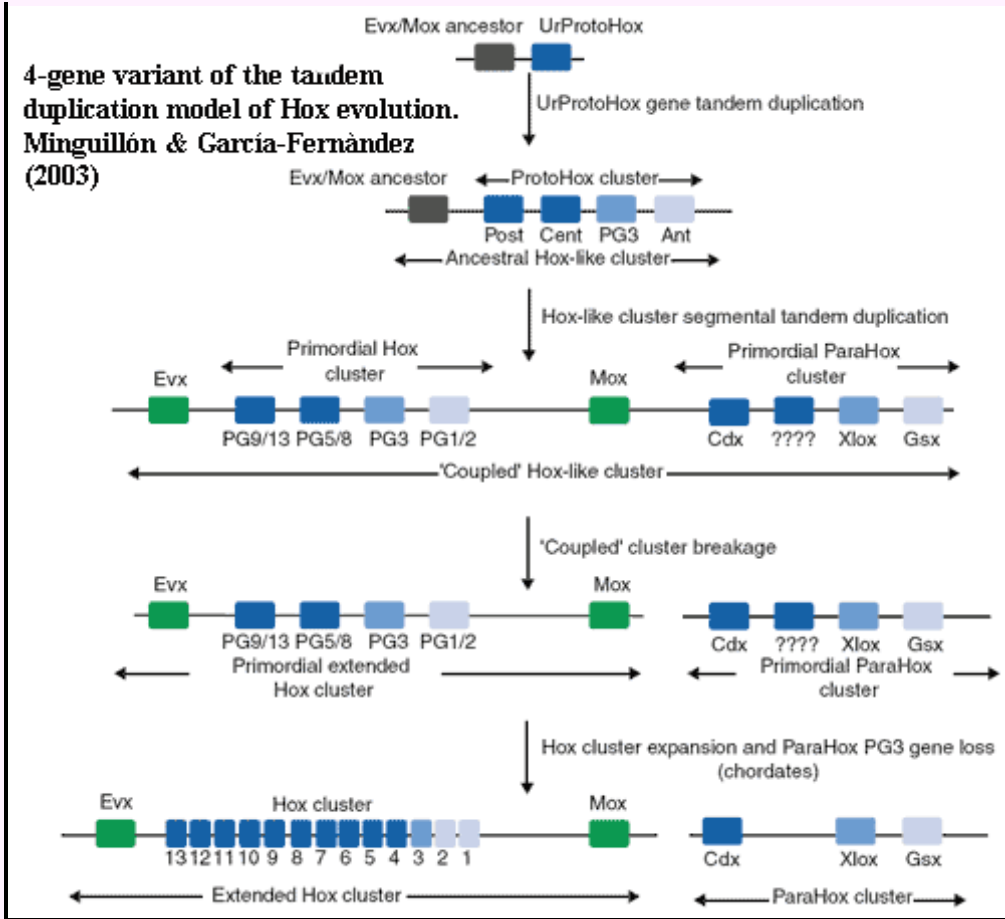 Evx/Mox ancestor UrProtoHox
4-gene variant of the tandem
duplication model of Hox evolution.
Minguillón & García-Fernàndez
(2003)
UrProtoHox gene tandem duplication
Evx/Mox ancestor
ProtoHox cluster
Post Cent PG3 Ant
Ancestral Hox-like cluster
Hox-like cluster segmental tandem duplication
Primordial Hox
cluster
Primordial ParaHox
cluster
Evx
Mox
PG9/13 PG5/8 PG3 PG1/2
Cdx ???? Xlox Gsx
'Coupled' Hox-like cluster
'Coupled' cluster breakage
Evx
Mox
PG9/13 PG5/8 PG3 PG1/2
Cdx ???? Xlox Gsx
Primordial extended
Hox cluster
Primordial ParaHox
cluster
Hox cluster expansion and ParaHox PG3 gene loss
(chordates)
Evx
Hox cluster
Mox
13 12 11 10 9 8 7 6 5 4 3 2 1
Cdx Xlox Gsx
Extended Hox cluster
ParaHox cluster